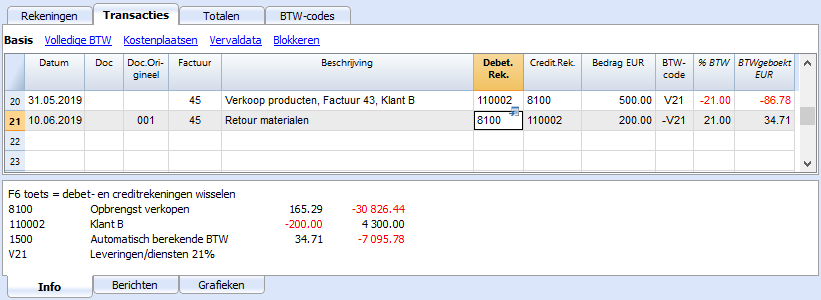 Rekeningen Transacties Totalen BTW-codes
Basis Volledige BTW Kostenplaatsen Vervaldata Blokkeren
Datum Doc Doc.Ori-gineel Factuur Beschrijving Debet. Rek. Credit.Rek. Bedrag EUR BTW-code % BTW BTWgeboekt EUR
20 31.05.2019 45 Verkoop producten, Factuur 43, Klant B 110002 8100 500.00 V21 -21.00 -86.78
21 10.06.2019 001 45 Retour materialen 8100 110002 200.00 -V21 21.00 34.71
22
23
F6 toets = debet- en creditrekeningen wisselen
8100 Opbrengst verkopen 165.29 -30 826.44
110002 Klant B -200.00 4 300.00
1500 Automatisch berekende BTW 34.71 -7 095.78
V21 Leveringen/diensten 21%
Info Berichten Grafieken